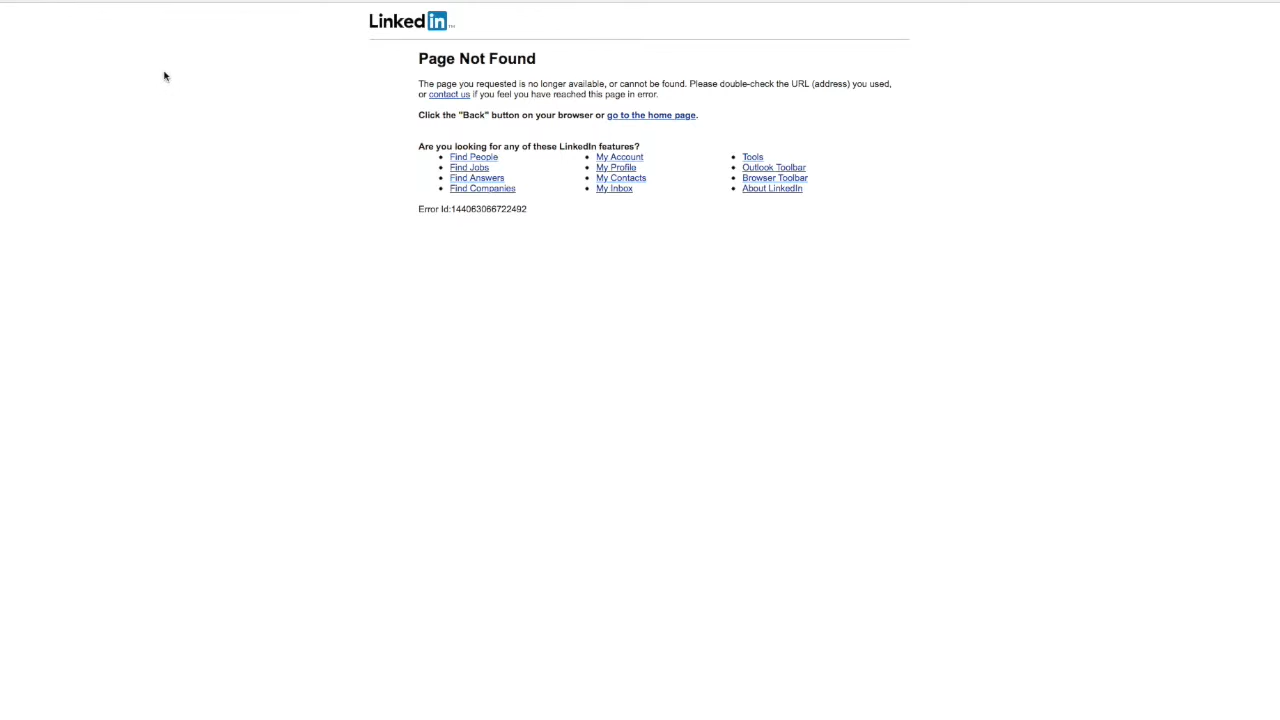 Linked in TM
Page Not Found
The page you requested is no longer available, or cannot be found. Please double-check the URL (address) you used,
or contact us if you feel you have reached this page in error.
Click the "Back" button on your browser or go to the home page.
Are you looking for any of these LinkedIn features?
Find People
Find Jobs
Find Answers
Find Companies
My Account
My Profile
My Contacts
My Inbox
Tools
Outlook Toolbar
Browser Toolbar
About LinkedIn
Error Id:144063066722492